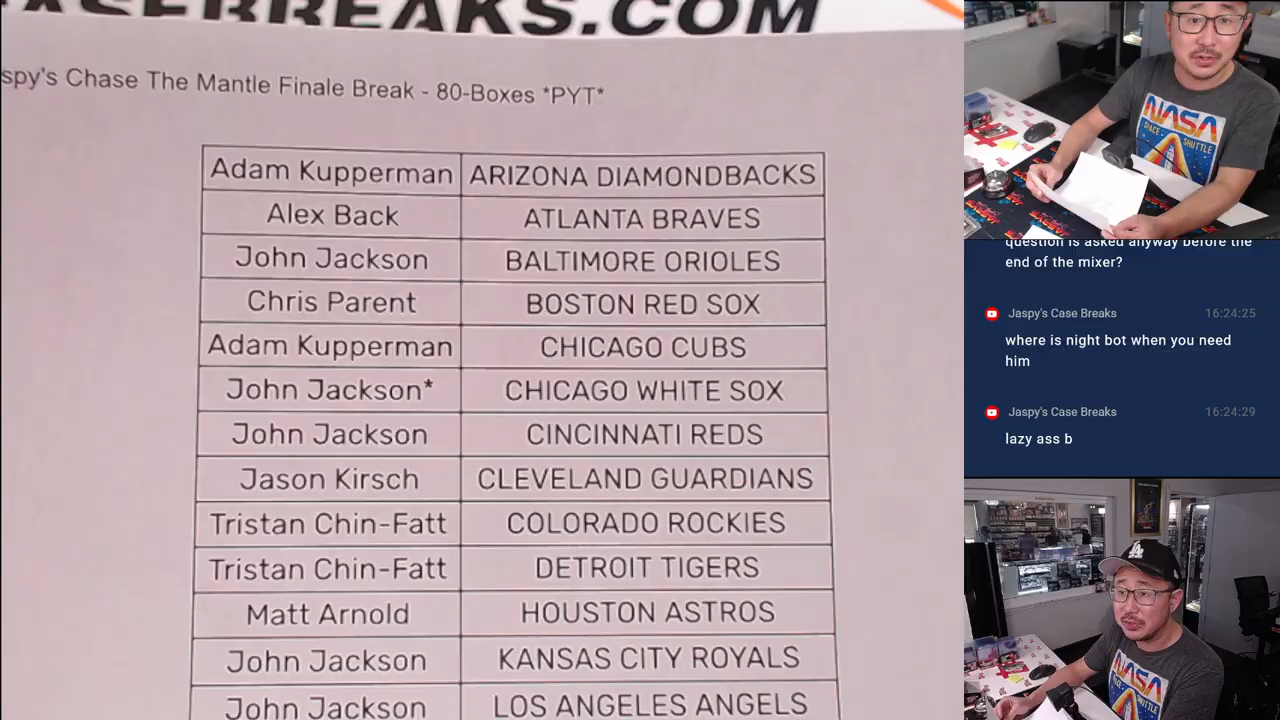 ASEBREAKS.COM
spy's Chase The Mantle Finale Break - 80-Boxes *PYT*
Adam Kupperman ARIZONA DIAMONDBACKS
Alex Back ATLANTA BRAVES
John Jackson BALTIMORE ORIOLES
Chris Parent BOSTON RED SOX
Adam Kupperman CHICAGO CUBS
John Jackson* CHICAGO WHITE SOX
John Jackson CINCINNATI REDS
Jason Kirsch CLEVELAND GUARDIANS
Tristan Chin-Fatt COLORADO ROCKIES
Tristan Chin-Fatt DETROIT TIGERS
Matt Arnold HOUSTON ASTROS
John Jackson KANSAS CITY ROYALS
John Jackson LOS ANGELES ANGELS
NASA
SPACE SHUTTLE
question is asked anyway before the
end of the mixer?
Jaspy's Case Breaks 16:24:25
where is night bot when you need
him
Jaspy's Case Breaks 16:24:29
lazy ass b
LA
NASA